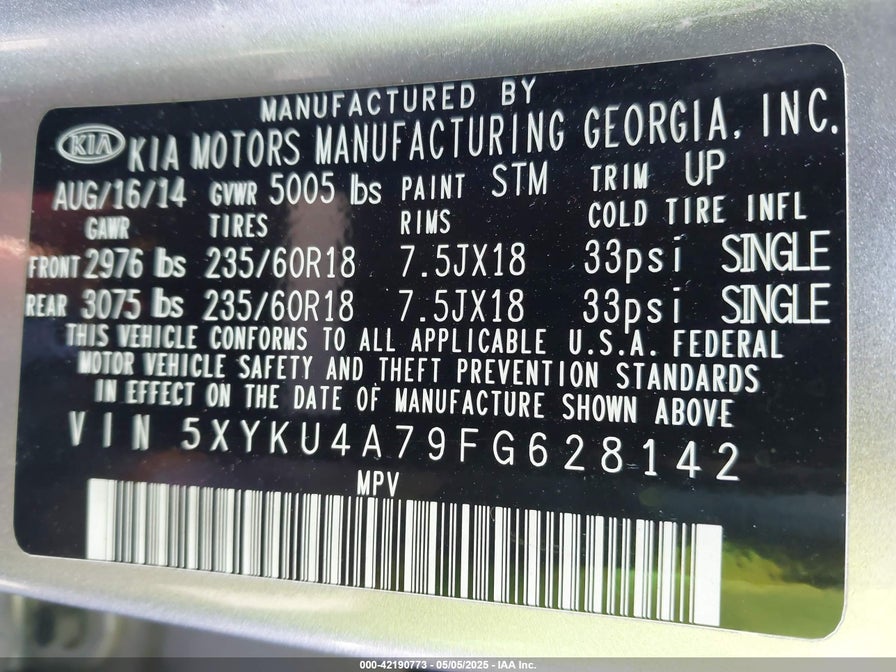 MANUFACTURED BY
KIA KIA MOTORS MANUFACTURING GEORGIA, INC.
AUG/16/14 GVWR 5005 lbs PAINT STM TRIM UP
GAWR TIRES RIMS COLD TIRE INFL
FRONT 2976 lbs 235/60R18 7.5JX18 33psi SINGLE
REAR 3075 lbs 235/60R18 7.5JX18 33psi SINGLE
THIS VEHICLE CONFORMS TO ALL APPLICABLE U.S.A. FEDERAL
MOTOR VEHICLE SAFETY AND THEFT PREVENTION STANDARDS
IN EFFECT ON THE DATE OF MANUFACTURE SHOWN ABOVE
VIN 5XYKU4A79FG628142
MPV
000-42190773 - 05/05/2025 - IAA Inc.